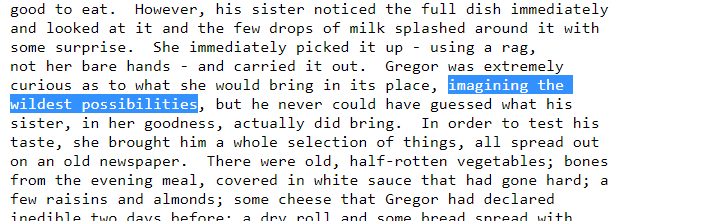 good to eat.  However, his sister noticed the full dish immediately
and looked at it and the few drops of milk splashed around it with
some surprise.  She immediately picked it up - using a rag,
not her bare hands - and carried it out.  Gregor was extremely
curious as to what she would bring in its place, imagining the
wildest possibilities, but he never could have guessed what his
sister, in her goodness, actually did bring.  In order to test his
taste, she brought him a whole selection of things, all spread out
on an old newspaper.  There were old, half-rotten vegetables; bones
from the evening meal, covered in white sauce that had gone hard; a
few raisins and almonds; some cheese that Gregor had declared
inedible two days before; a dry roll and some bread spread with